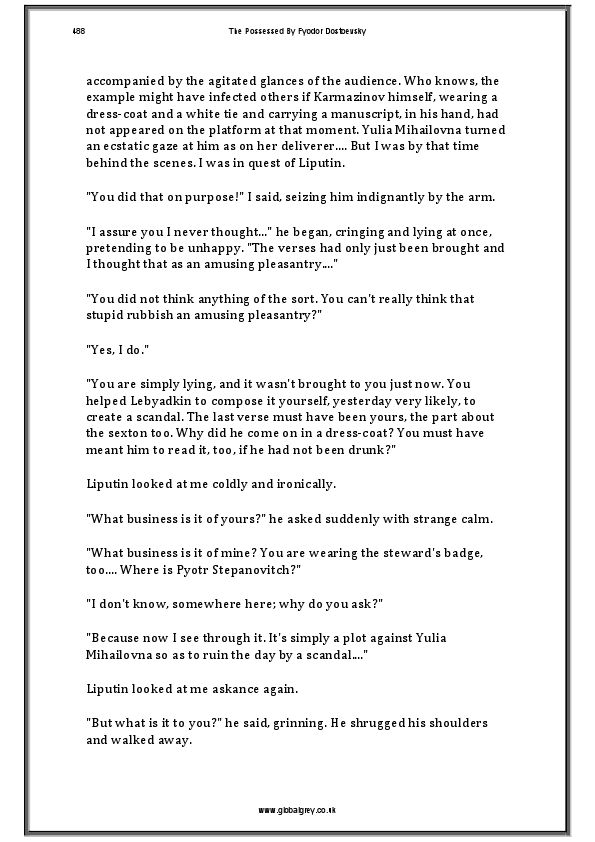 488
The Possessed By Fyodor Dostoevsky
accompanied by the agitated glances of the audience. Who knows, the
example might have infected others if Karmazinov himself, wearing a
dress-coat and a white tie and carrying a manuscript, in his hand, had
not appeared on the platform at that moment. Yulia Mihailovna turned
an ecstatic gaze at him as on her deliverer.... But I was by that time
behind the scenes. I was in quest of Liputin.
"You did that on purpose!" I said, seizing him indignantly by the arm.
"I assure you I never thought..." he began, cringing and lying at once,
pretending to be unhappy. "The verses had only just been brought and
I thought that as an amusing pleasantry...."
"You did not think anything of the sort. You can't really think that
stupid rubbish an amusing pleasantry?"
"Yes, I do."
"You are simply lying, and it wasn't brought to you just now. You
helped Lebyadkin to compose it yourself, yesterday very likely, to
create a scandal. The last verse must have been yours, the part about
the sexton too. Why did he come on in a dress-coat? You must have
meant him to read it, too, if he had not been drunk?"
Liputin looked at me coldly and ironically.
"What business is it of yours?" he asked suddenly with strange calm.
"What business is it of mine? You are wearing the steward's badge,
too.... Where is Pyotr Stepanovitch?"
"I don't know, somewhere here; why do you ask?"
"Because now I see through it. It's simply a plot against Yulia
Mihailovna so as to ruin the day by a scandal...."
Liputin looked at me askance again.
"But what is it to you?" he said, grinning. He shrugged his shoulders
and walked away.
www.globalgrey.co.uk